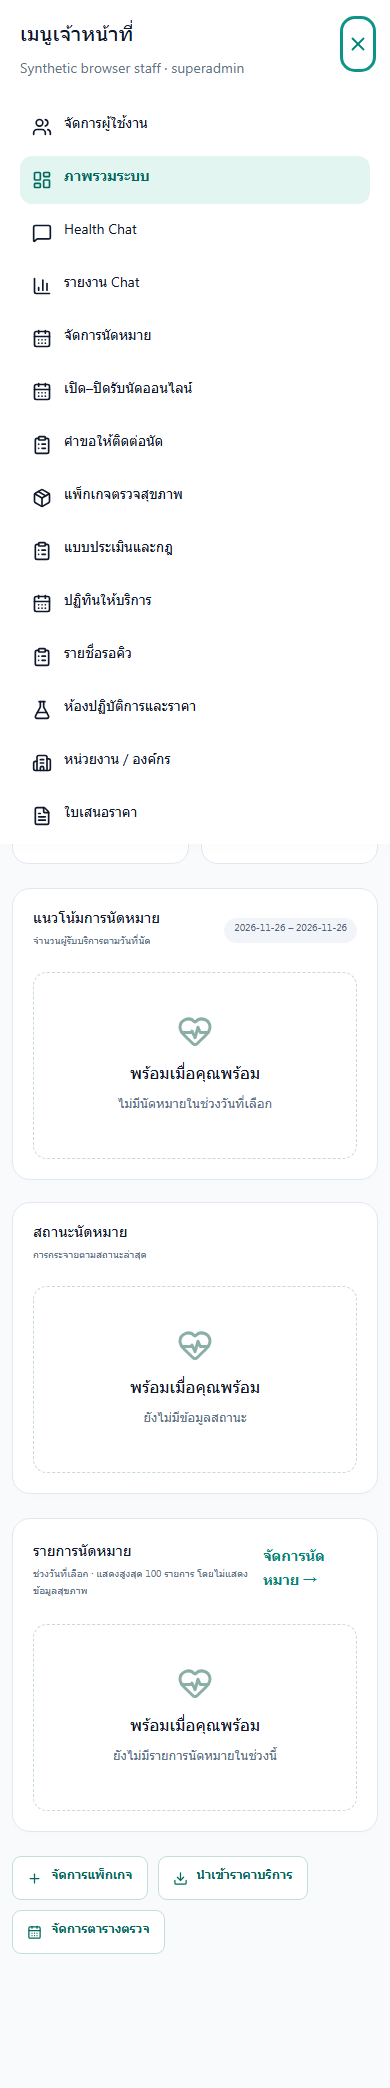 เมนูเจ้าหน้าที่
Synthetic browser staff · superadmin
จัดการผู้ใช้งาน
ภาพรวมระบบ
Health Chat
รายงาน Chat
จัดการนัดหมาย
เปิด–ปิดรับนัดออนไลน์
คำขอให้ติดต่อนัด
แพ็กเกจตรวจสุขภาพ
แบบประเมินและกฎ
ปฏิทินให้บริการ
รายชื่อรอคิว
ห้องปฏิบัติการและราคา
หน่วยงาน / องค์กร
ใบเสนอราคา
แนวโน้มการนัดหมาย
จำนวนผู้รับบริการตามวันที่นัด
2026-11-26 – 2026-11-26
พร้อมเมื่อคุณพร้อม
ไม่มีนัดหมายในช่วงวันที่เลือก
สถานะนัดหมาย
การกระจายตามสถานะล่าสุด
พร้อมเมื่อคุณพร้อม
ยังไม่มีข้อมูลสถานะ
รายการนัดหมาย
ช่วงวันที่เลือก · แสดงสูงสุด 100 รายการ โดยไม่แสดง
ข้อมูลสุขภาพ
จัดการนัด
หมาย →
พร้อมเมื่อคุณพร้อม
ยังไม่มีรายการนัดหมายในช่วงนี้
จัดการแพ็กเกจ
นำเข้าราคาบริการ
จัดการตารางตรวจ